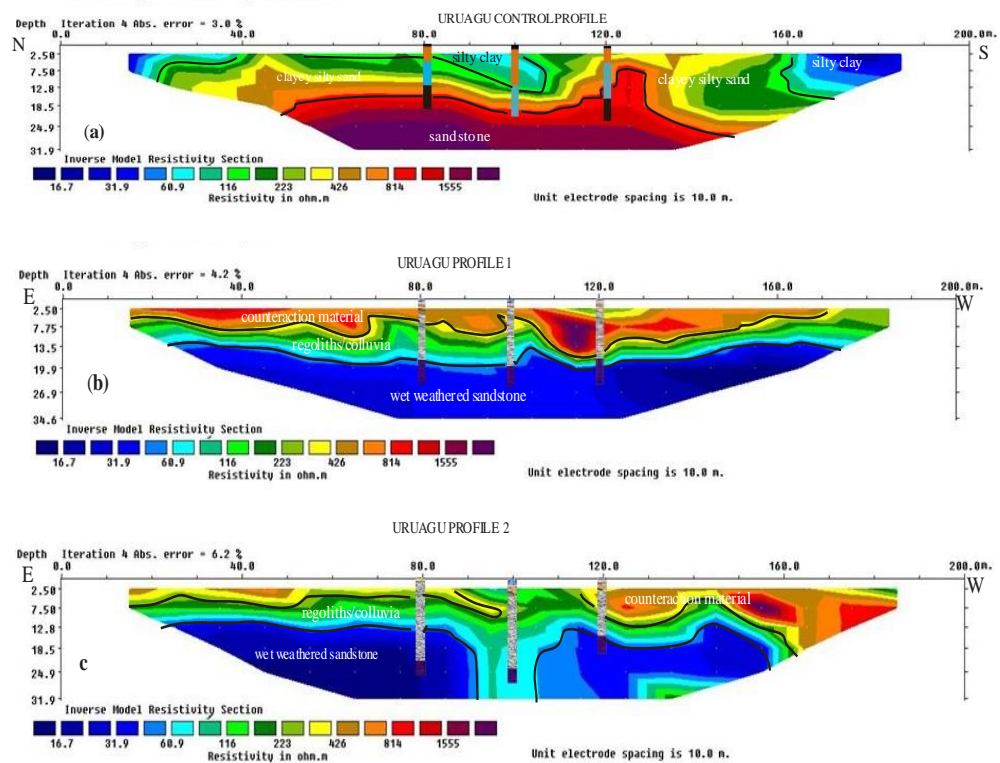 URUAGU CONTROL PROFILE
Depth Iteration 4 Abs. error = 3.0 %
N 0.0 40.0 80.0 120.0 160.0 200.0m. S
2.50
7.50
12.8
18.5
24.9
31.9
silty clay
silty clay
clayey silty sand
clayey silty sand
sandstone
(a)
Inverse Model Resistivity Section
16.7 31.9 60.9 116 223 426 814 1555
Resistivity in ohm.m
Unit electrode spacing is 10.0 m.
URUAGU PROFILE 1
Depth Iteration 4 Abs. error = 4.2 %
E 0.0 40.0 80.0 120.0 160.0 200.0m. W
2.50
7.75
13.5
19.9
26.9
34.6
counteraction material
regoliths/colluvia
wet weathered sandstone
(b)
Inverse Model Resistivity Section
16.7 31.9 60.9 116 223 426 814 1555
Resistivity in ohm.m
Unit electrode spacing is 10.0 m.
URUAGU PROFILE 2
Depth Iteration 4 Abs. error = 6.2 %
E 0.0 40.0 80.0 120.0 160.0 200.0m. W
2.50
7.50
12.8
18.5
24.9
31.9
regoliths/colluvia
counteraction material
wet weathered sandstone
c
Inverse Model Resistivity Section
16.7 31.9 60.9 116 223 426 814 1555
Resistivity in ohm.m
Unit electrode spacing is 10.0 m.